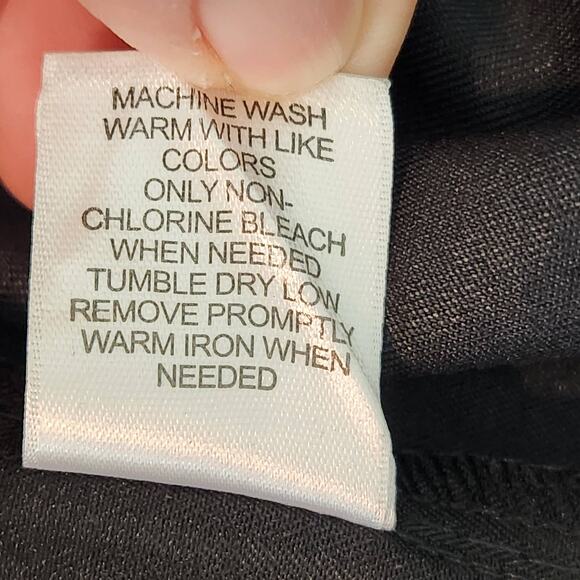 MACHINE WASH
WARM WITH LIKE
COLORS
ONLY NON-
CHLORINE BLEACH
WHEN NEEDED
TUMBLE DRY LOW
REMOVE PROMPTLY
WARM IRON WHEN
NEEDED